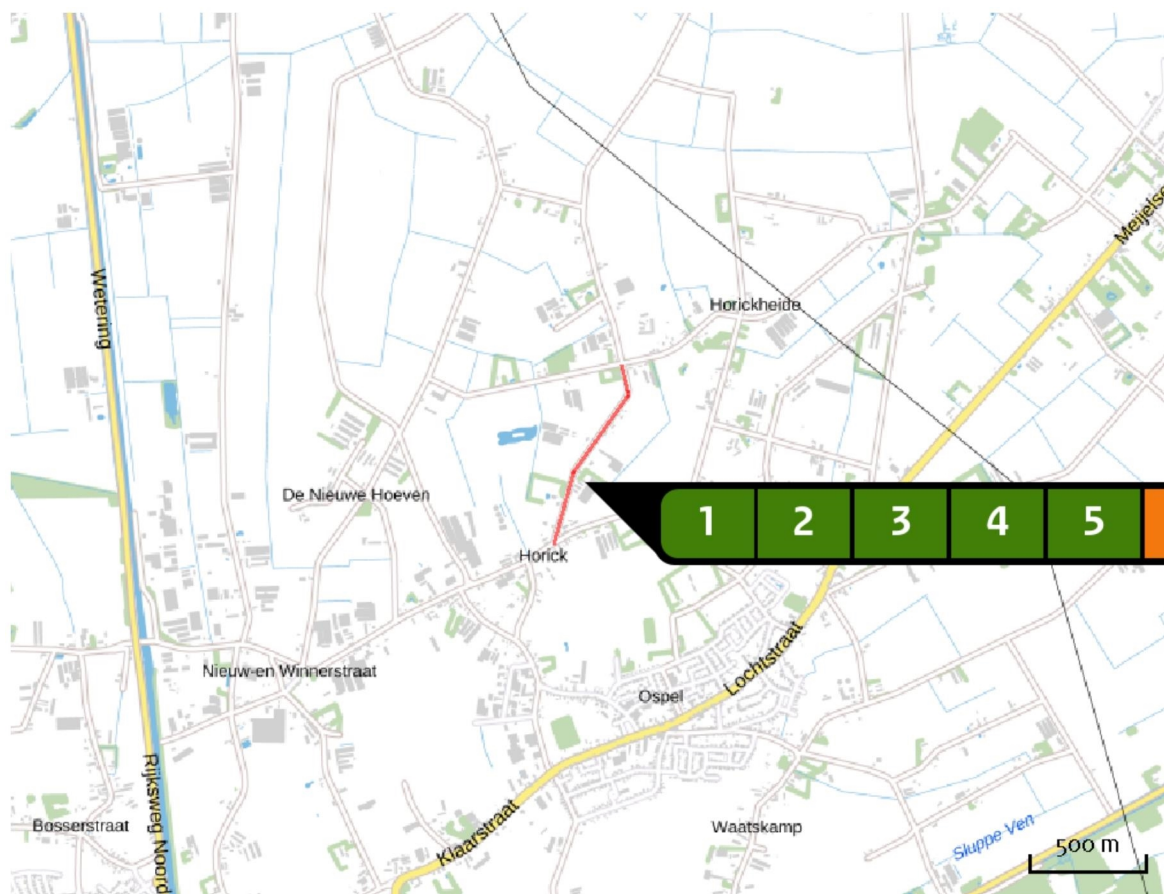 Meijelse
Wetering
Horickheide
De Nieuwe Hoeven
1 2 3 4 5
Horick
Nieuw-en Winnerstraat
Lochtstraat
Ospel
Rijksweg Noord
Bosserstraat
Klaarstraat
Waatskamp
Sluppe Ven
500 m